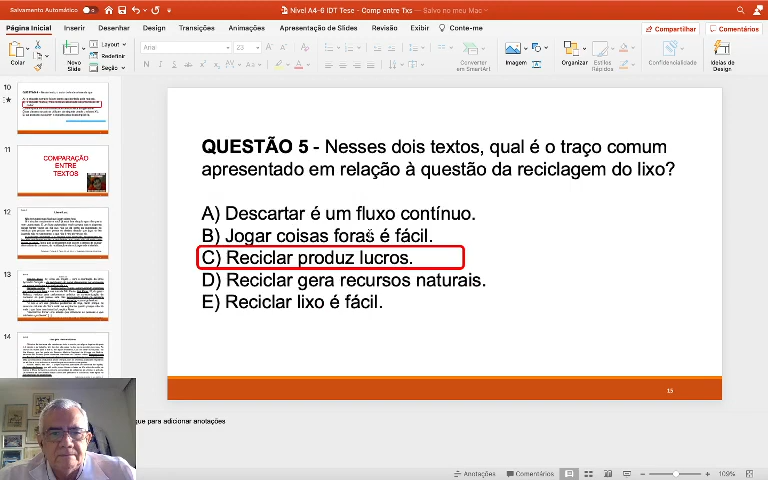 Salvamento Automático
Nível A4-6 IDT Tese - Comp entre Txs — Salvo no meu Mac
Página Inicial Inserir Desenhar Design Transições Animações Apresentação de Slides Revisão Exibir Conte-me Compartilhar Comentários
Colar
Novo Slide
Layout
Redefinir
Seção
Arial 23
Converter em SmartArt
Imagem
Organizar
Estilos Rápidos
Confidencialidade
Ideias de Design
10
11
COMPARAÇÃO
ENTRE
TEXTOS
12
13
14
QUESTÃO 5 - Nesses dois textos, qual é o traço comum
apresentado em relação à questão da reciclagem do lixo?
A) Descartar é um fluxo contínuo.
B) Jogar coisas foras é fácil.
C) Reciclar produz lucros.
D) Reciclar gera recursos naturais.
E) Reciclar lixo é fácil.
15
que para adicionar anotações
Anotações Comentários 109%